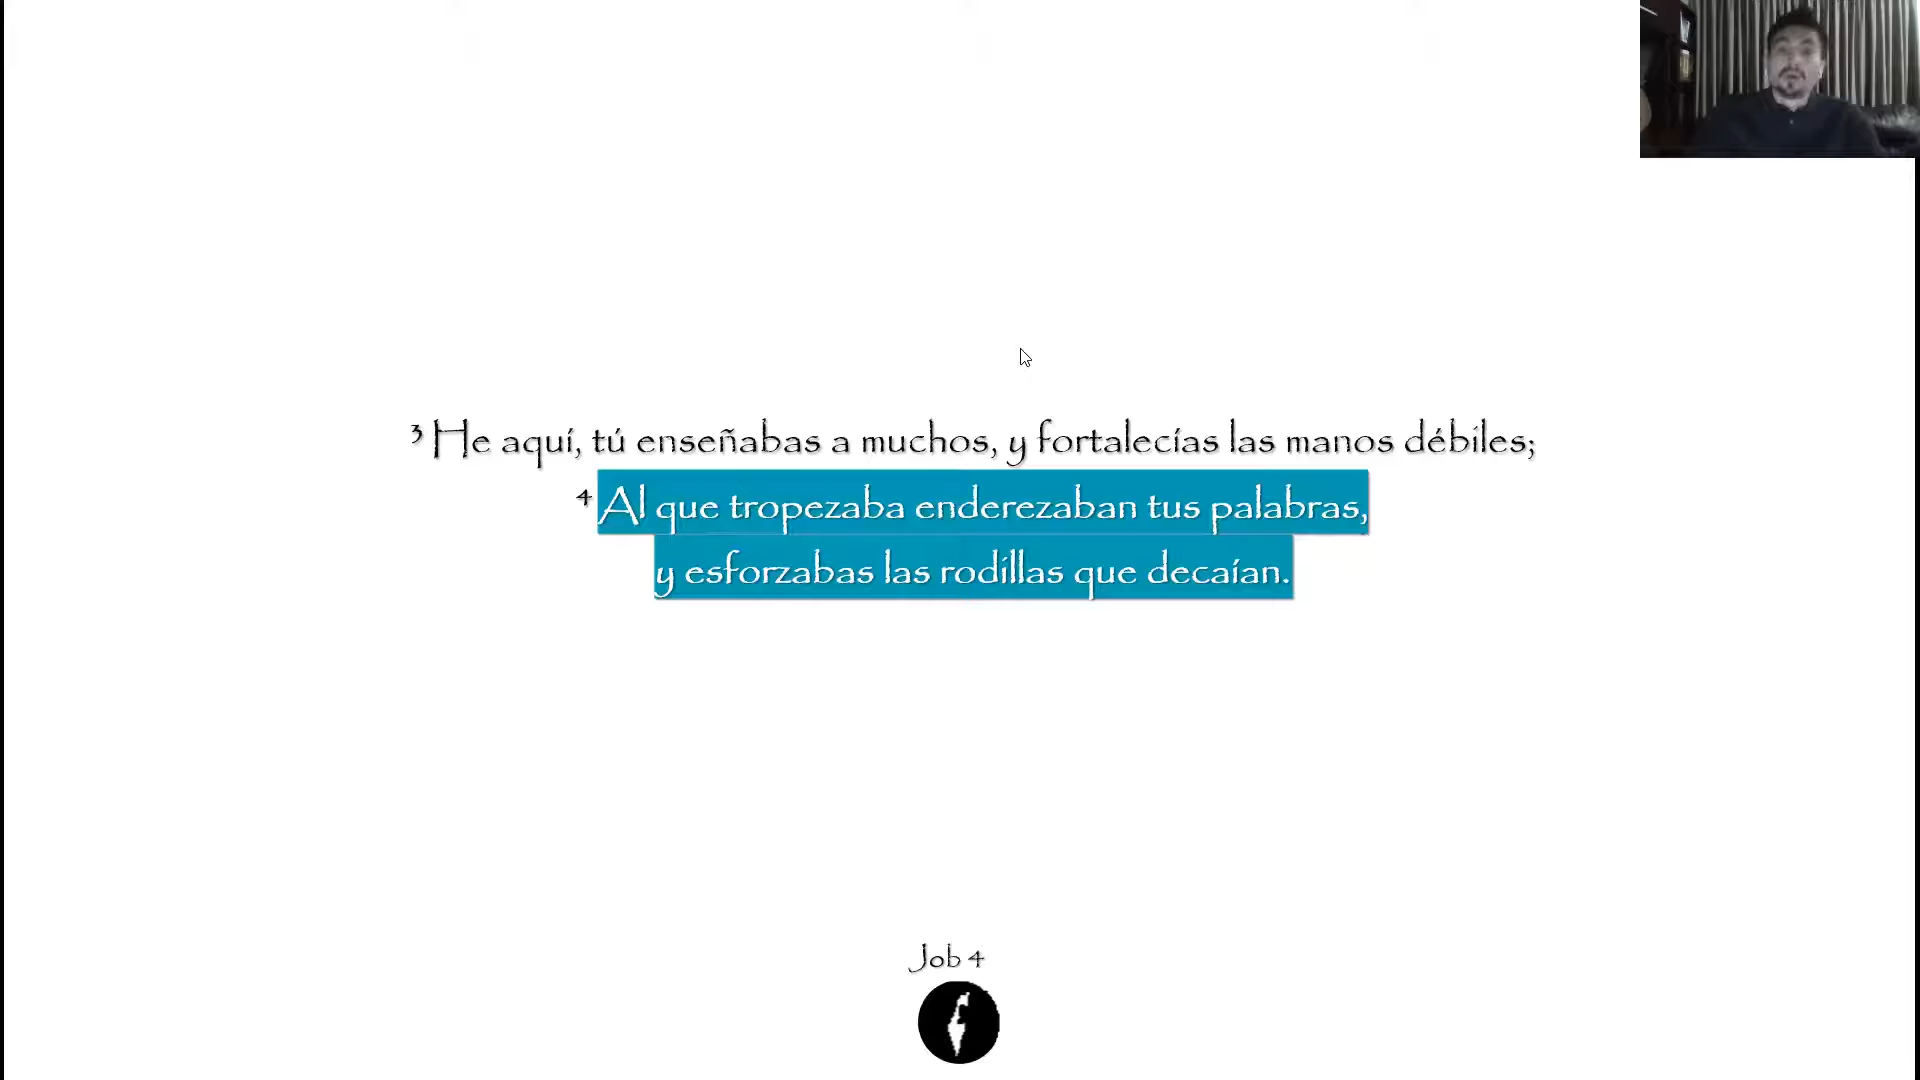 ³ He aquí, tú enseñabas a muchos, y fortalecías las manos débiles;
⁴ Al que tropezaba enderezaban tus palabras,
y esforzabas las rodillas que decaían.
Job 4